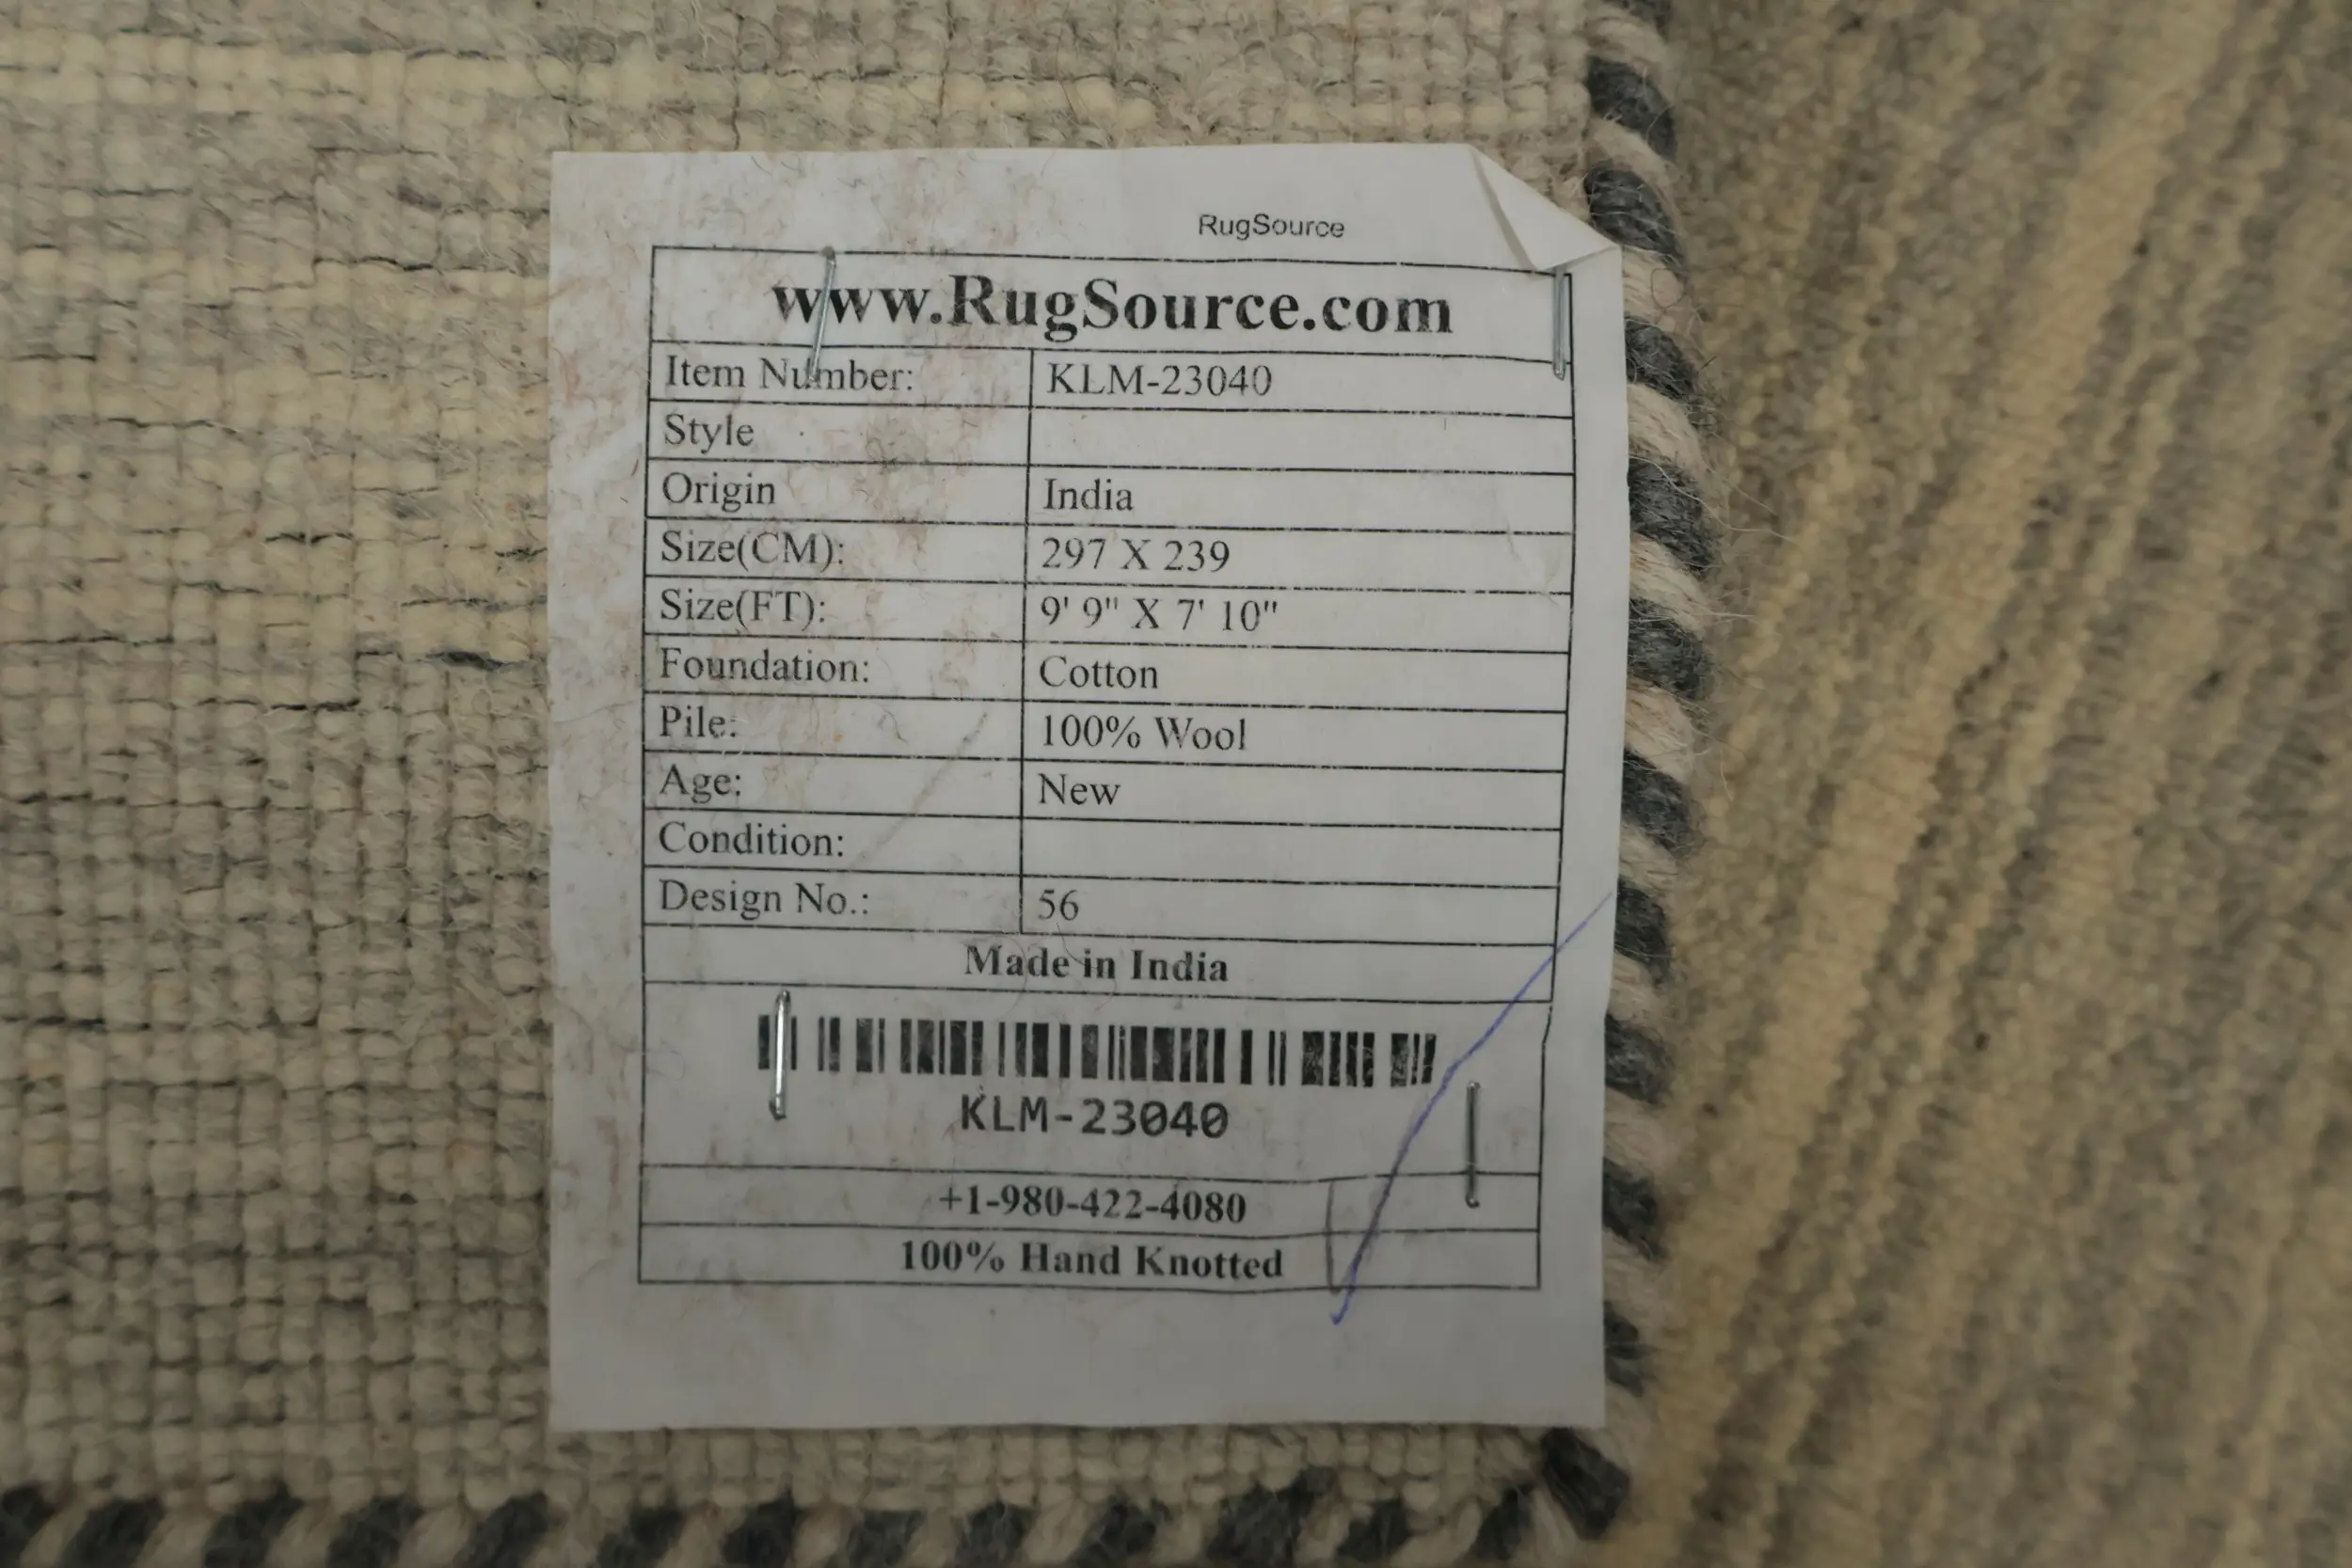 RugSource
www.RugSource.com
Item Number: KLM-23040
Style
Origin India
Size(CM): 297 X 239
Size(FT): 9' 9" X 7' 10"
Foundation: Cotton
Pile: 100% Wool
Age: New
Condition:
Design No.: 56
Made in India
KLM-23040
+1-980-422-4080
100% Hand Knotted